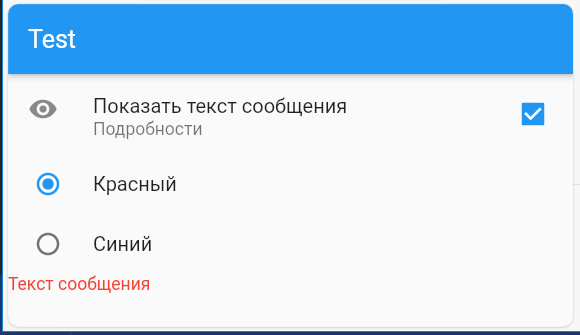 Test
Показать текст сообщения
Подробности
Красный
Синий
Текст сообщения